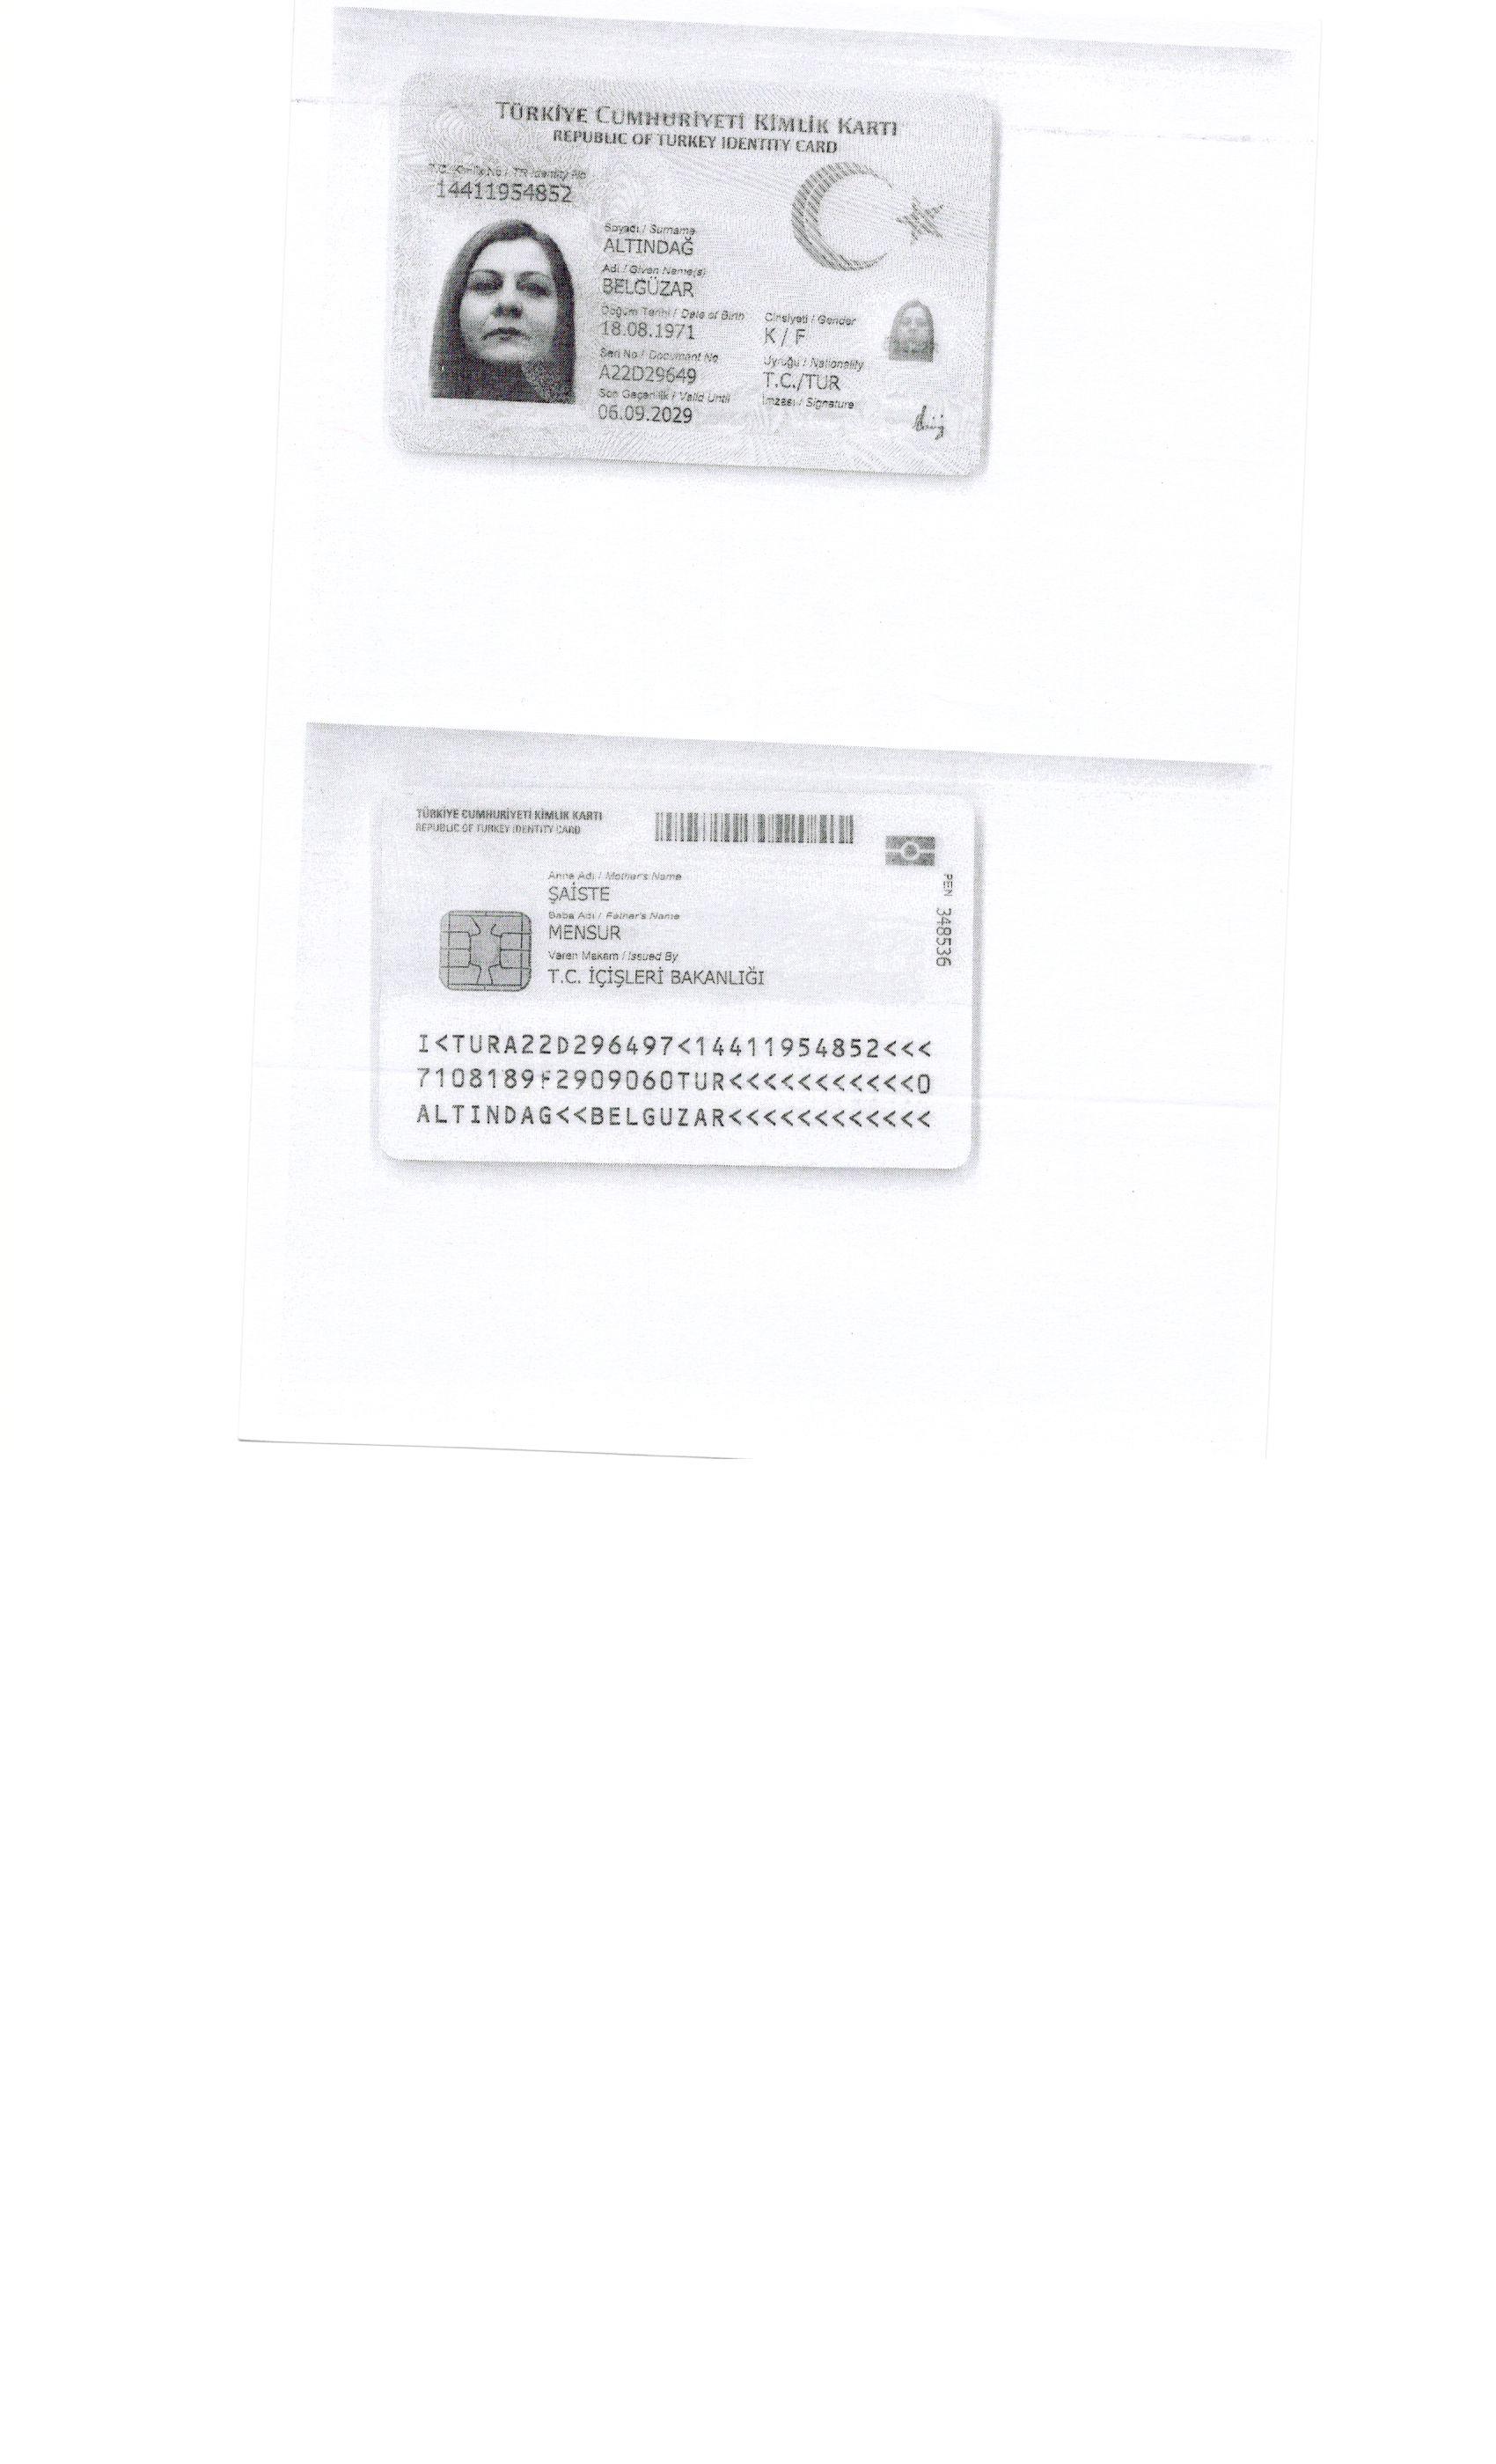 TÜRKİYE CUMHURİYETİ KİMLİK KARTI
REPUBLIC OF TURKEY IDENTITY CARD
T.C. Kimlik No / TR Identity No
14411954852
Soyadı / Surname
ALTINDAĞ
Adı / Given Name(s)
BELGÜZAR
Doğum Tarihi / Date of Birth
18.08.1971
Cinsiyeti / Gender
K / F
Seri No / Document No
A22D29649
Uyruğu / Nationality
T.C./TUR
Son Geçerlilik / Valid Until
06.09.2029
İmzası / Signature
TÜRKİYE CUMHURİYETİ KİMLİK KARTI
REPUBLIC OF TURKEY IDENTITY CARD
Anne Adı / Mother's Name
ŞAİSTE
Baba Adı / Father's Name
MENSUR
Veren Makam / Issued By
T.C. İÇİŞLERİ BAKANLIĞI
PEN 348536
I<TURA22D296497<14411954852<<<
7108189F2909060TUR<<<<<<<<<<<0
ALTINDAG<<BELGUZAR<<<<<<<<<<<<